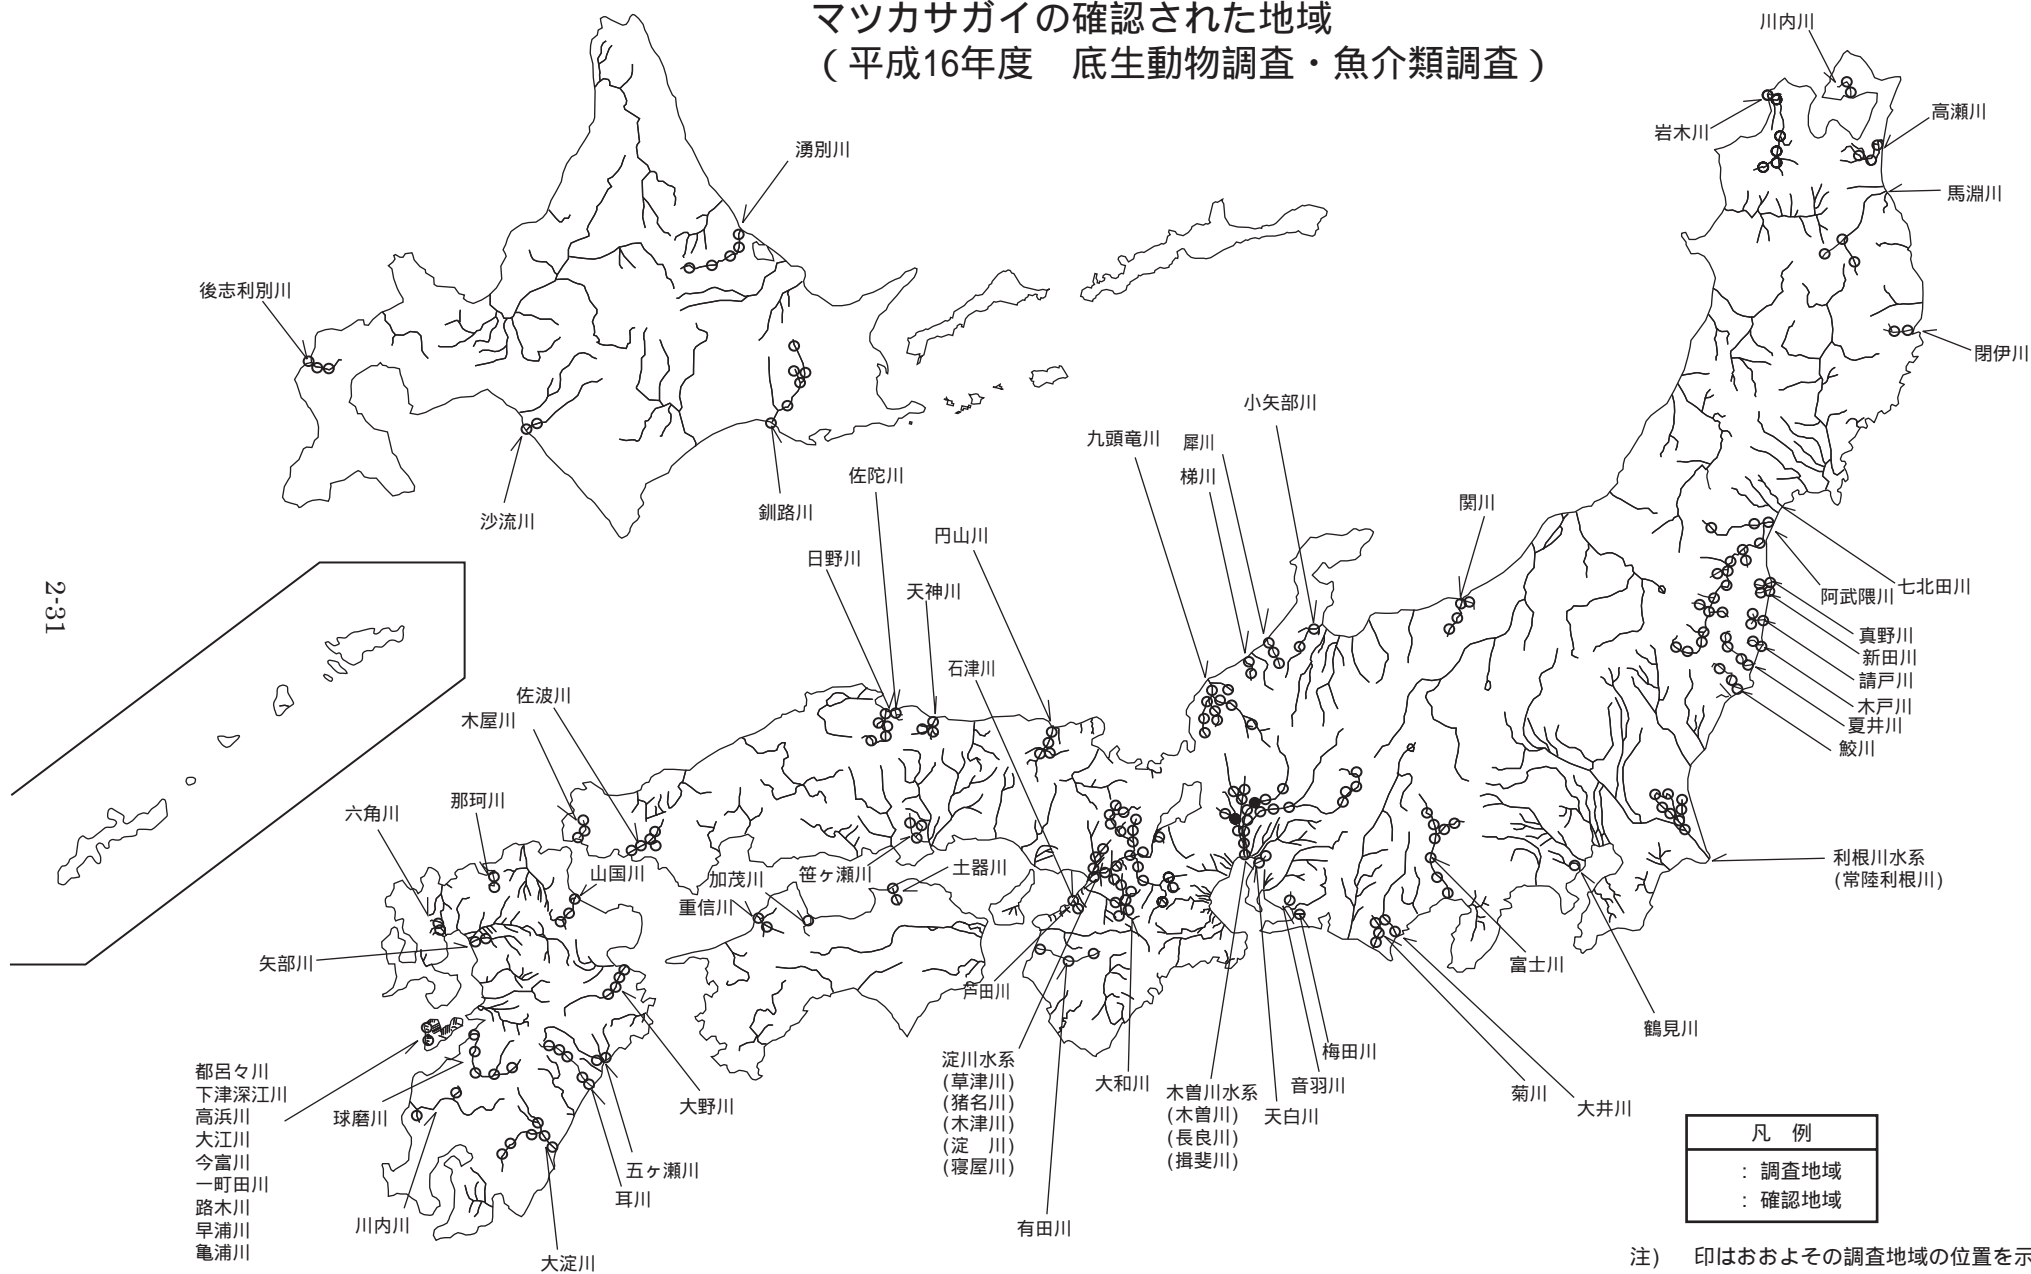 マツカサガイの確認された地域
（平成16年度　底生動物調査・魚介類調査）
川内川
岩木川
高瀬川
馬淵川
閉伊川
湧別川
後志利別川
沙流川
釧路川
小矢部川
九頭竜川
犀川
梯川
関川
佐陀川
日野川
天神川
円山川
石津川
佐波川
木屋川
七北田川
阿武隈川
真野川
新田川
請戸川
木戸川
夏井川
鮫川
六角川
那珂川
山国川
加茂川
重信川
笹ヶ瀬川
土器川
利根川水系
(常陸利根川)
矢部川
芦田川
富士川
鶴見川
都呂々川
下津深江川
高浜川
大江川
今富川
一町田川
路木川
早浦川
亀浦川
球磨川
川内川
大淀川
耳川
五ヶ瀬川
大野川
淀川水系
(草津川)
(猪名川)
(木津川)
(淀　川)
(寝屋川)
有田川
大和川
木曽川水系
(木曽川)
(長良川)
(揖斐川)
天白川
音羽川
梅田川
菊川
大井川
凡　例
：調査地域
：確認地域
注)　印はおおよその調査地域の位置を示
2-31